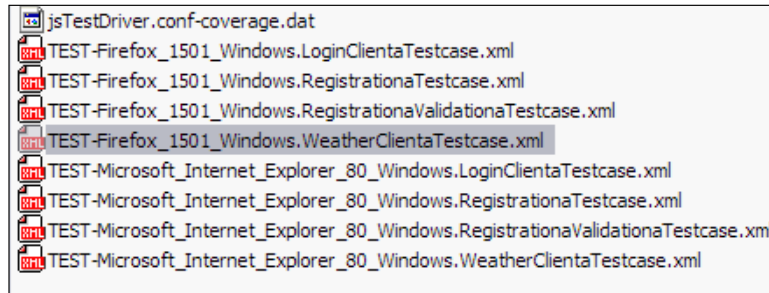 jsTestDriver.conf-coverage.dat
TEST-Firefox_1501_Windows.LoginClientaTestcase.xml
TEST-Firefox_1501_Windows.RegistrationaTestcase.xml
TEST-Firefox_1501_Windows.RegistrationaValidationaTestcase.xml
TEST-Firefox_1501_Windows.WeatherClientaTestcase.xml
TEST-Microsoft_Internet_Explorer_80_Windows.LoginClientaTestcase.xml
TEST-Microsoft_Internet_Explorer_80_Windows.RegistrationaTestcase.xml
TEST-Microsoft_Internet_Explorer_80_Windows.RegistrationaValidationaTestcase.xm
TEST-Microsoft_Internet_Explorer_80_Windows.WeatherClientaTestcase.xml